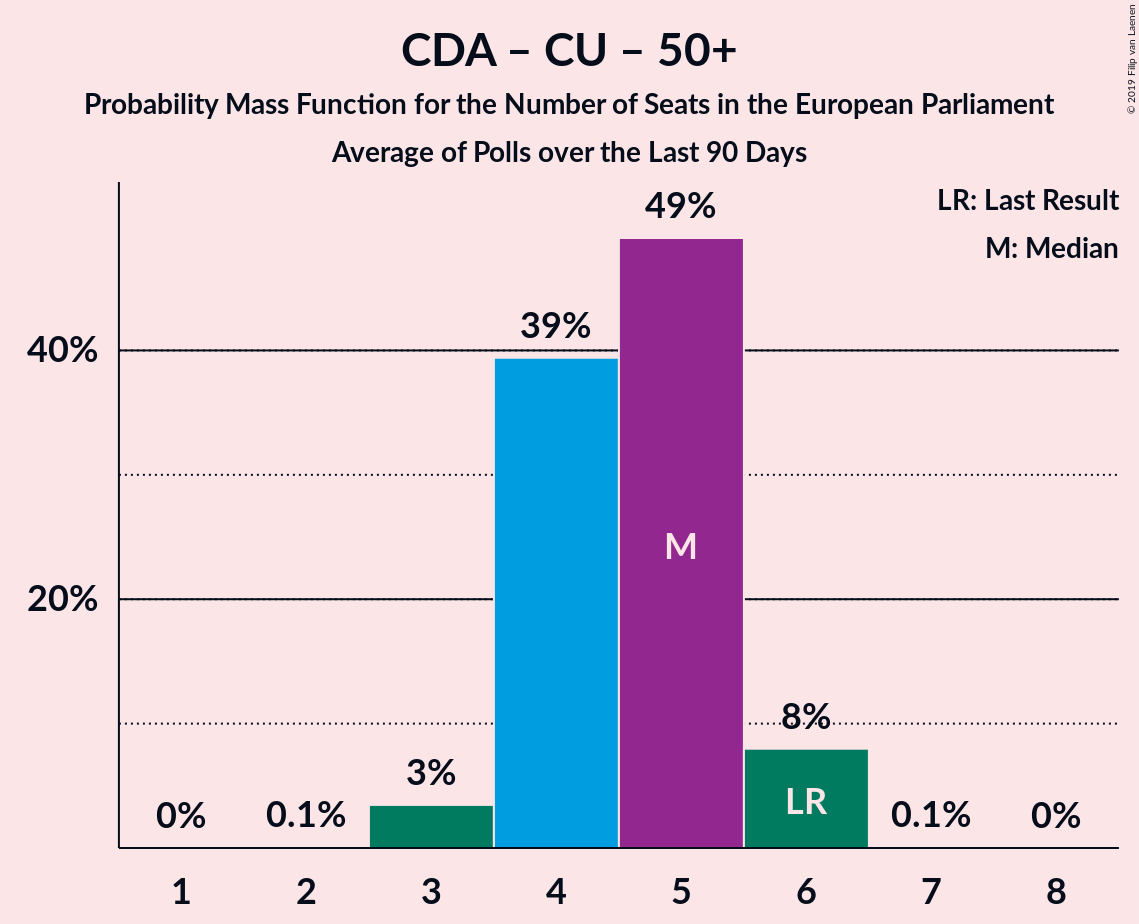 CDA – CU – 50+
Probability Mass Function for the Number of Seats in the European Parliament
Average of Polls over the Last 90 Days
© 2019 Filip van Laenen
LR: Last Result
M: Median
49%
39%
40%
M
20%
8%
3%
LR
0%
0.1%
0.1%
0%
1 2 3 4 5 6 7 8